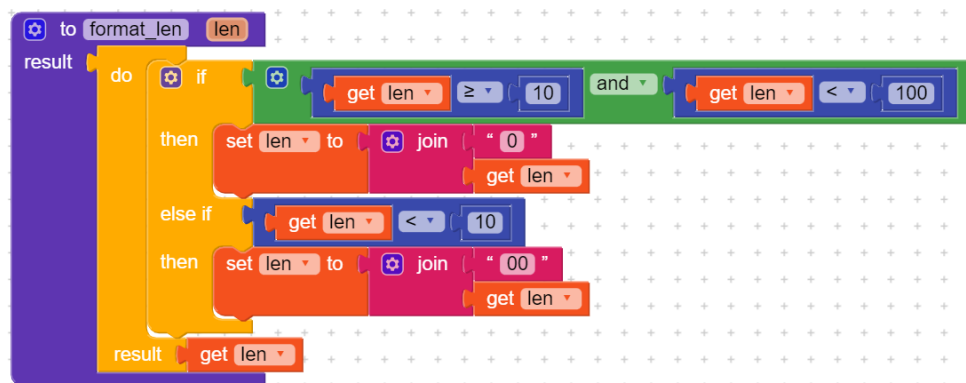 to format_len len
result do if get len ≥ 10 and get len < 100
then set len to join " 0 "
get len
else if get len < 10
then set len to join " 00 "
get len
result get len